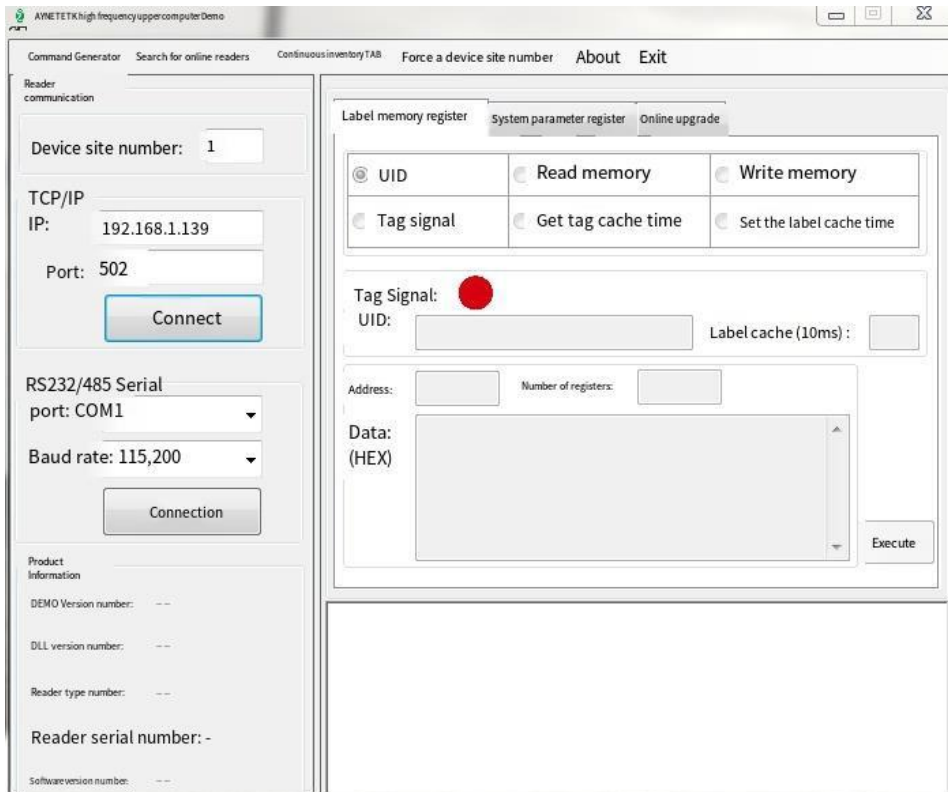 AYNETETK high frequency upper computer Demo
Command Generator Search for online readers Continuous inventory TAB Force a device site number About Exit
Reader
communication
Device site number: 1
TCP/IP
IP: 192.168.1.139
Port: 502
Connect
RS232/485 Serial
port: COM1
Baud rate: 115,200
Connection
Product
Information
DEMO Version number: --
DLL version number: --
Reader type number: --
Reader serial number: -
Software version number: --
Label memory register System parameter register Online upgrade
UID Read memory Write memory
Tag signal Get tag cache time Set the label cache time
Tag Signal:
UID:
Label cache (10ms) :
Address: Number of registers:
Data:
(HEX)
Execute